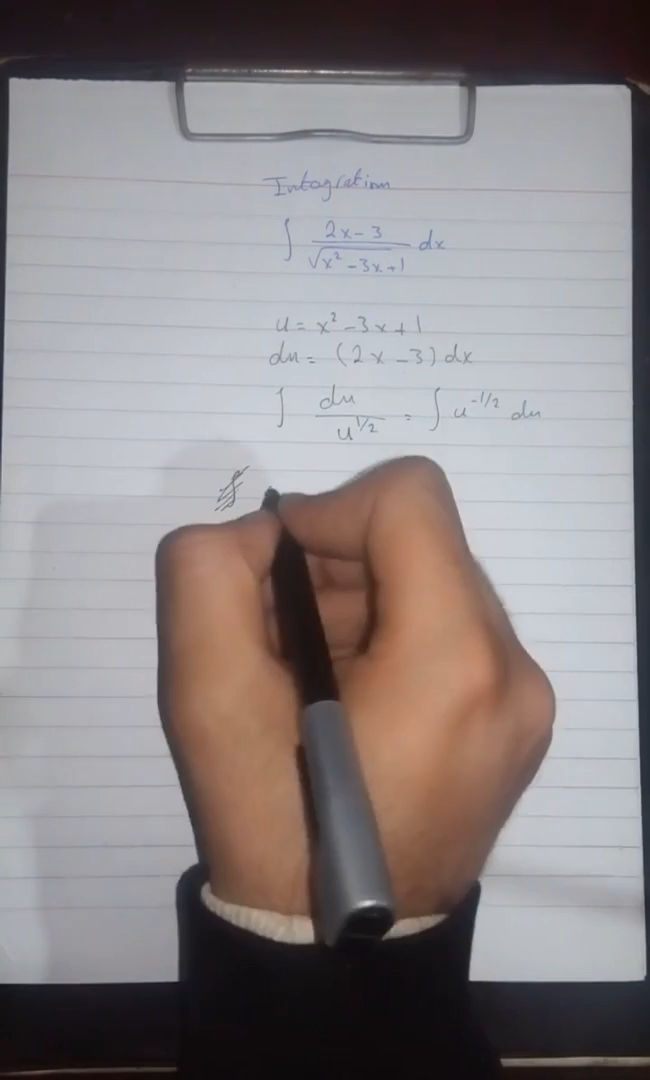 Intagration
∫ (2x-3)/√(x²-3x+1) dx
u = x²-3x+1
du = (2x-3)dx
∫ du/u^(1/2) = ∫ u^(-1/2) du